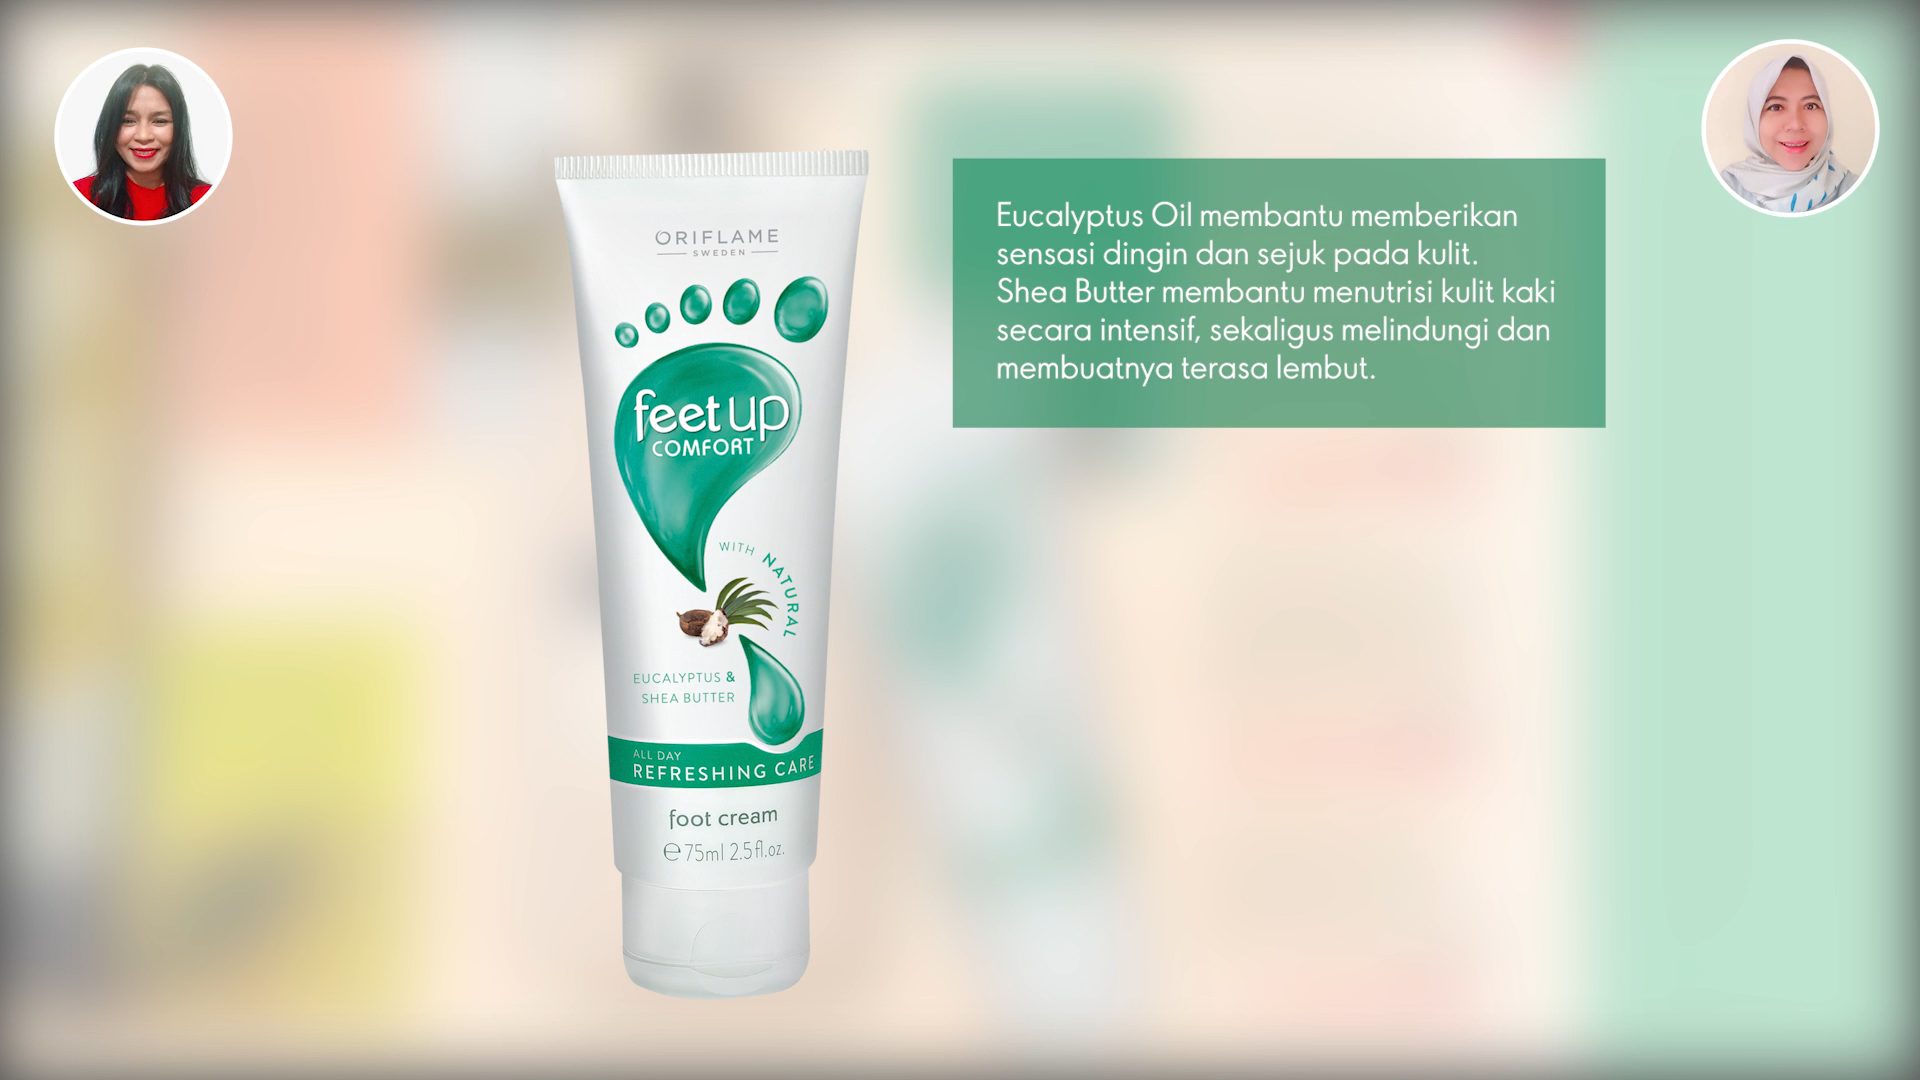 ORIFLAME
SWEDEN
feet up
COMFORT
WITH NATURAL
EUCALYPTUS &
SHEA BUTTER
ALL DAY
REFRESHING CARE
foot cream
℮ 75ml 2.5 fl.oz.
Eucalyptus Oil membantu memberikan
sensasi dingin dan sejuk pada kulit.
Shea Butter membantu menutrisi kulit kaki
secara intensif, sekaligus melindungi dan
membuatnya terasa lembut.